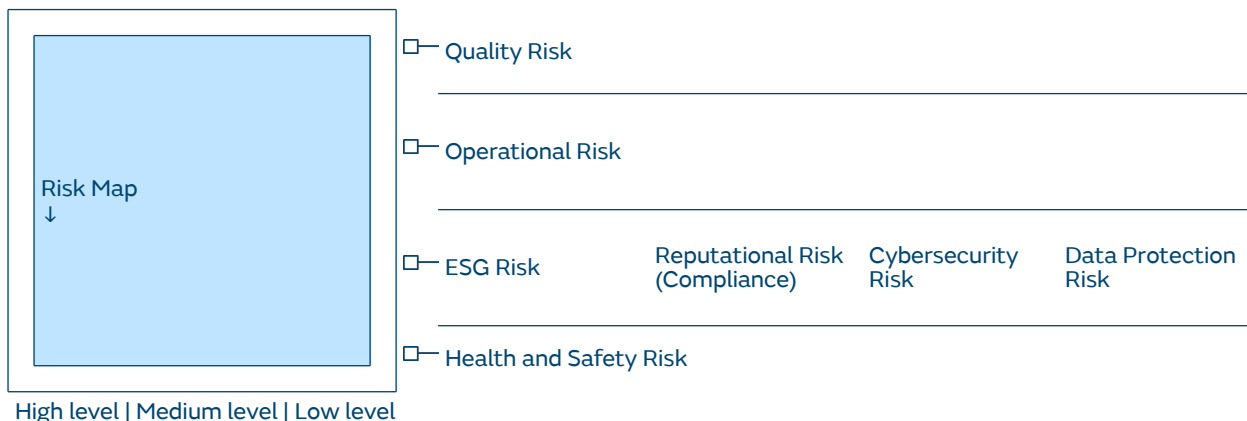 Quality Risk
Operational Risk
Risk Map
↓
ESG Risk
Reputational Risk
(Compliance)
Cybersecurity
Risk
Data Protection
Risk
Health and Safety Risk
High level | Medium level | Low level